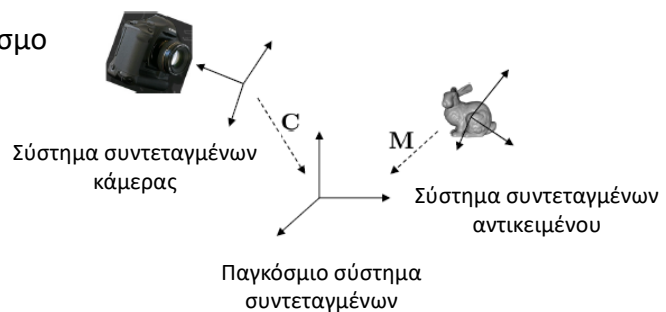 σμο
C
M
Σύστημα συντεταγμένων
κάμερας
Σύστημα συντεταγμένων
αντικειμένου
Παγκόσμιο σύστημα
συντεταγμένων